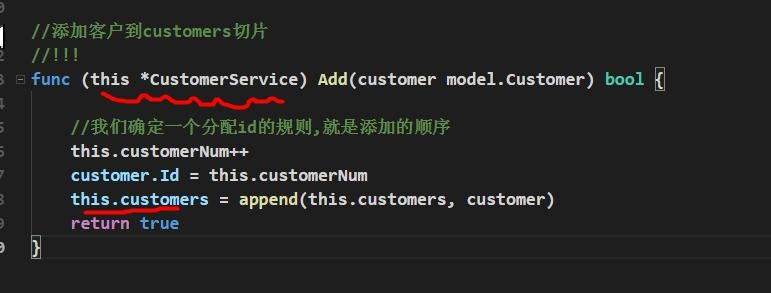 //添加客户到customers切片
//!!!
func (this *CustomerService) Add(customer model.Customer) bool {
//我们确定一个分配id的规则,就是添加的顺序
this.customerNum++
customer.Id = this.customerNum
this.customers = append(this.customers, customer)
return true
}